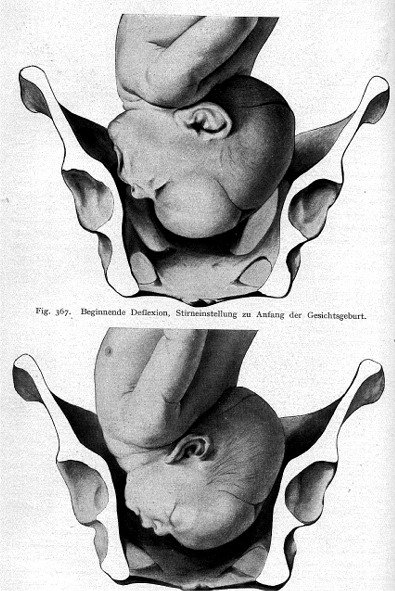 Fig. 367. Beginnende Deflexion, Stirneinstellung zu Anfang der Gesichtsgeburt.